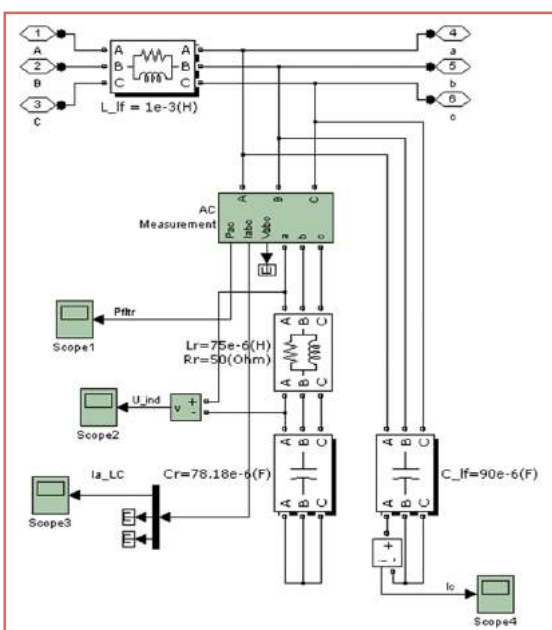 1
A
2
B
3
C
A
B
C
A
B
C
L_lf = 1e-3(H)
4
a
5
b
6
c
AC
Measurement
A
B
C
Pac
Iabc
Vabc
a
b
c
Pfltr
Scope1
Lr=75e-6(H)
Rr=50(Ohm)
A
B
C
A
B
C
U_ind
v
+
-
Scope2
Ia_LC
Scope3
Cr=78.18e-6(F)
A
B
C
A
B
C
C_lf=90e-6(F)
A
B
C
A
B
C
i
+
-
Ic
Scope4